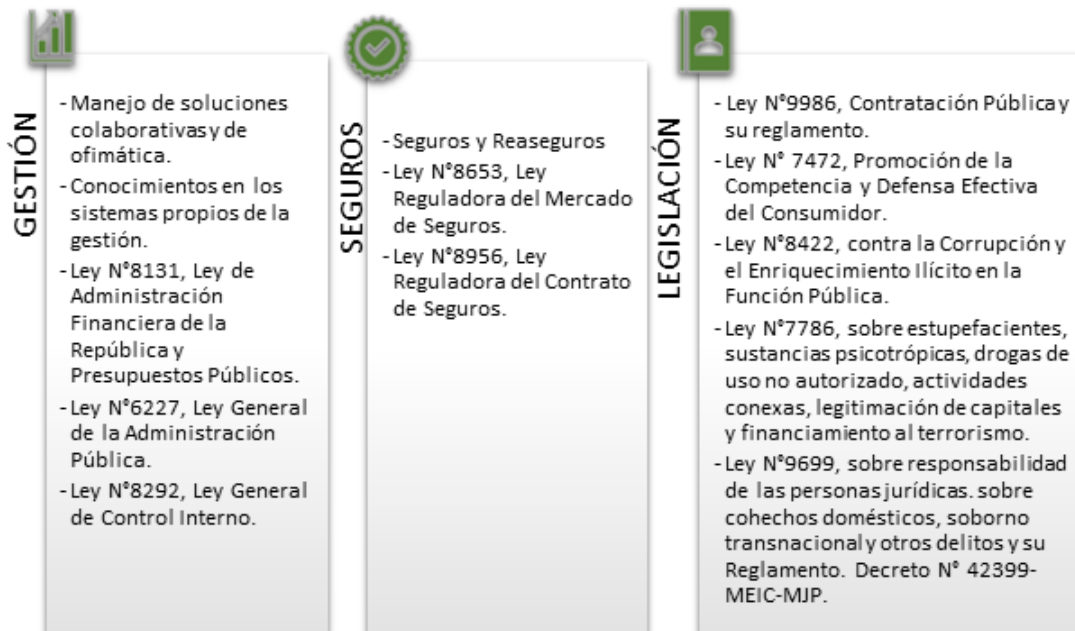 GESTIÓN
- Manejo de soluciones
colaborativas y de
ofimática.
- Conocimientos en los
sistemas propios de la
gestión.
- Ley N°8131, Ley de
Administración
Financiera de la
República y
Presupuestos Públicos.
- Ley N°6227, Ley General
de la Administración
Pública.
- Ley N°8292, Ley General
de Control Interno.
SEGUROS
- Seguros y Reaseguros
- Ley N°8653, Ley
Reguladora del Mercado
de Seguros.
- Ley N°8956, Ley
Reguladora del Contrato
de Seguros.
LEGISLACIÓN
- Ley N°9986, Contratación Pública y
su reglamento.
- Ley N° 7472, Promoción de la
Competencia y Defensa Efectiva
del Consumidor.
- Ley N°8422, contra la Corrupción y
el Enriquecimiento Ilícito en la
Función Pública.
- Ley N°7786, sobre estupefacientes,
sustancias psicotrópicas, drogas de
uso no autorizado, actividades
conexas, legitimación de capitales
y financiamiento al terrorismo.
- Ley N°9699, sobre responsabilidad
de las personas jurídicas. sobre
cohechos domésticos, soborno
transnacional y otros delitos y su
Reglamento. Decreto N° 42399-
MEIC-MJP.